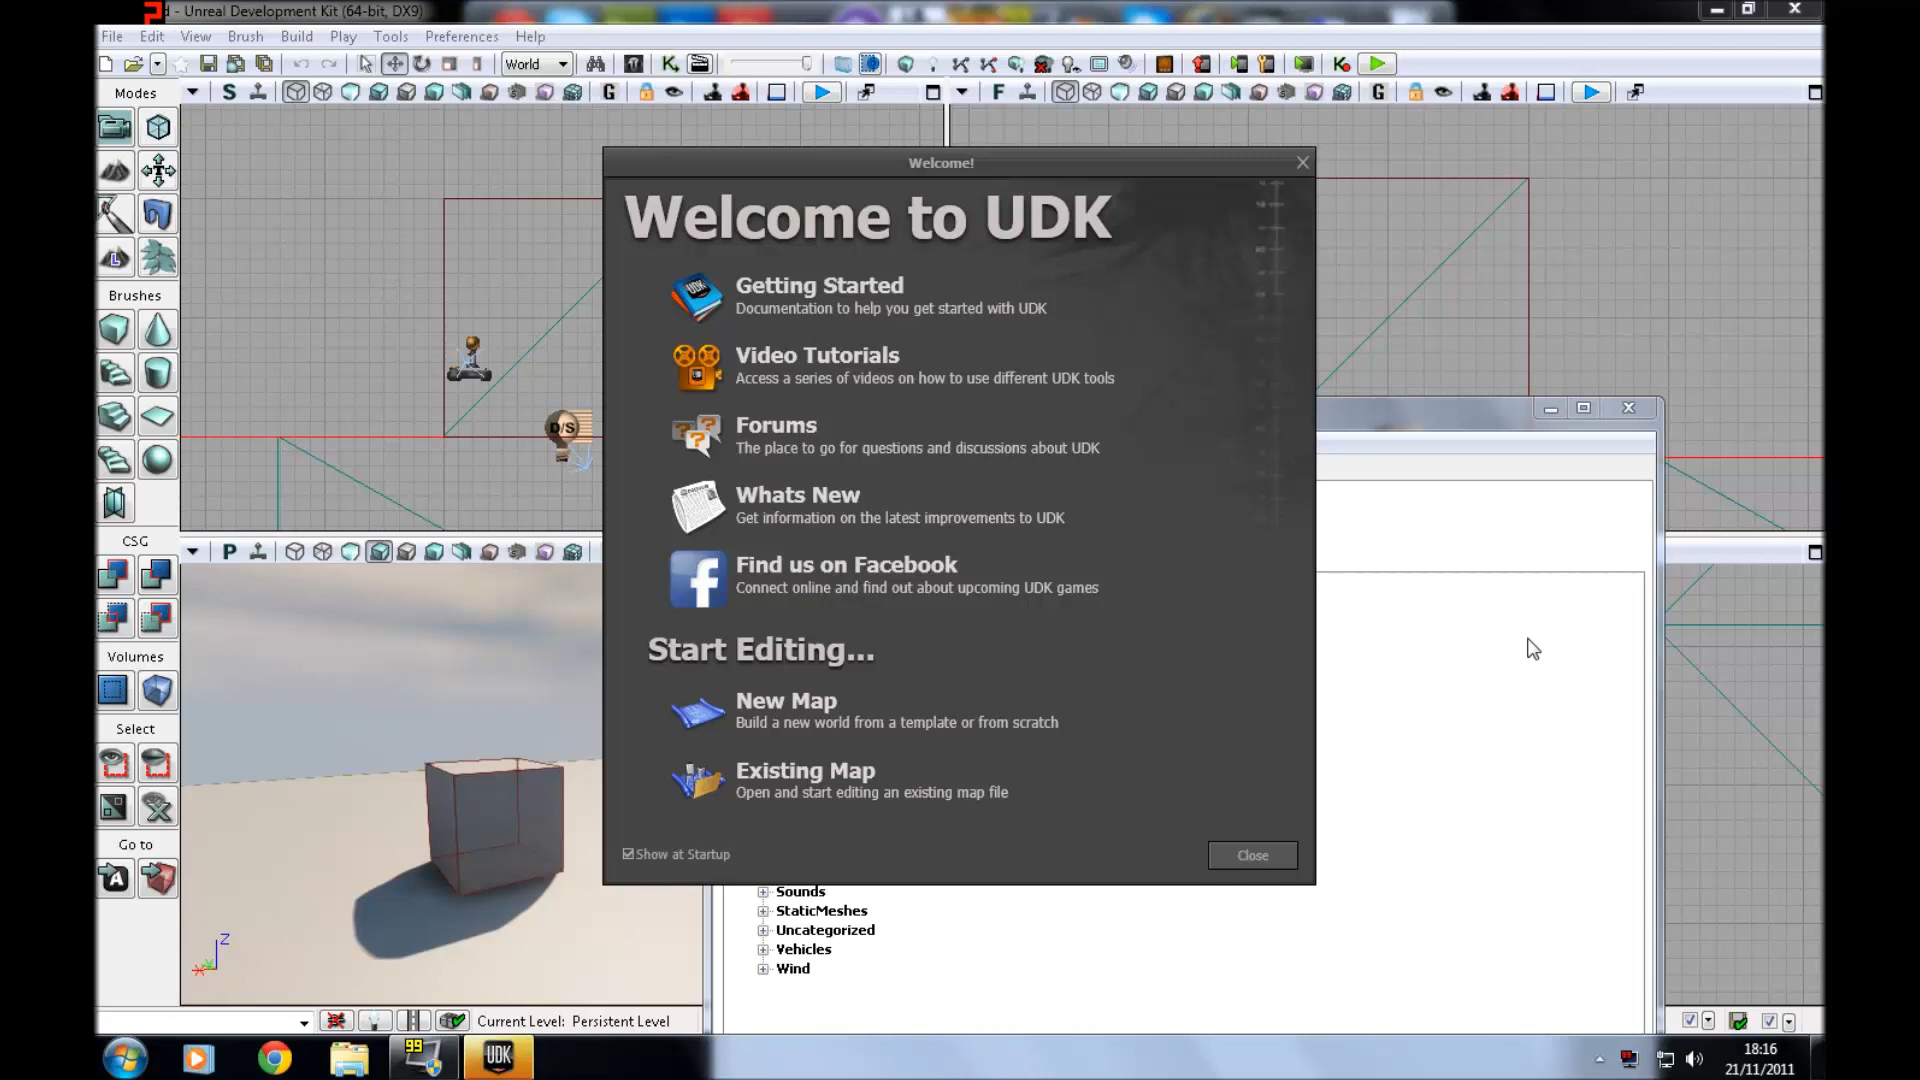 d - Unreal Development Kit (64-bit, DX9)
File Edit View Brush Build Play Tools Preferences Help
World
Modes
S
G
F
G
Welcome!
Welcome to UDK
Getting Started
Documentation to help you get started with UDK
Video Tutorials
Access a series of videos on how to use different UDK tools
Forums
The place to go for questions and discussions about UDK
Whats New
Get information on the latest improvements to UDK
Find us on Facebook
Connect online and find out about upcoming UDK games
Start Editing...
New Map
Build a new world from a template or from scratch
Existing Map
Open and start editing an existing map file
Show at Startup
Close
Brushes
D/S
CSG
P
Volumes
Select
Go to
Z
X
Sounds
StaticMeshes
Uncategorized
Vehicles
Wind
Current Level: Persistent Level
99
UDK
18:16
21/11/2011